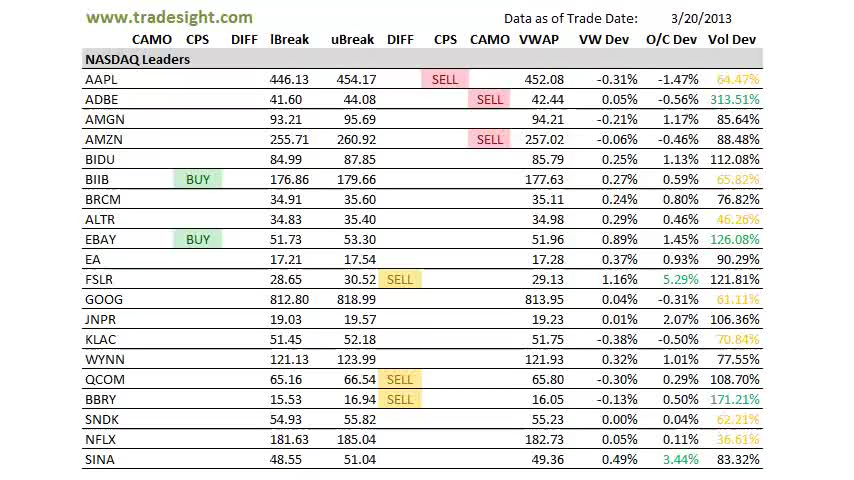 www.tradesight.com Data as of Trade Date: 3/20/2013
CAMO CPS DIFF lBreak uBreak DIFF CPS CAMO VWAP VW Dev O/C Dev Vol Dev
NASDAQ Leaders
AAPL 446.13 454.17 SELL 452.08 -0.31% -1.47% 64.47%
ADBE 41.60 44.08 SELL 42.44 0.05% -0.56% 313.51%
AMGN 93.21 95.69 94.21 -0.21% 1.17% 85.64%
AMZN 255.71 260.92 SELL 257.02 -0.06% -0.46% 88.48%
BIDU 84.99 87.85 85.79 0.25% 1.13% 112.08%
BIIB BUY 176.86 179.66 177.63 0.27% 0.59% 65.82%
BRCM 34.91 35.60 35.11 0.24% 0.80% 76.82%
ALTR 34.83 35.40 34.98 0.29% 0.46% 46.26%
EBAY BUY 51.73 53.30 51.96 0.89% 1.45% 126.08%
EA 17.21 17.54 17.28 0.37% 0.93% 90.29%
FSLR 28.65 30.52 SELL 29.13 1.16% 5.29% 121.81%
GOOG 812.80 818.99 813.95 0.04% -0.31% 61.11%
JNPR 19.03 19.57 19.23 0.01% 2.07% 106.36%
KLAC 51.45 52.18 51.75 -0.38% -0.50% 70.84%
WYNN 121.13 123.99 121.93 0.32% 1.01% 77.55%
QCOM 65.16 66.54 SELL 65.80 -0.30% 0.29% 108.70%
BBRY 15.53 16.94 SELL 16.05 -0.13% 0.50% 171.21%
SNDK 54.93 55.82 55.23 0.00% 0.04% 62.21%
NFLX 181.63 185.04 182.73 0.05% 0.11% 36.61%
SINA 48.55 51.04 49.36 0.49% 3.44% 83.32%